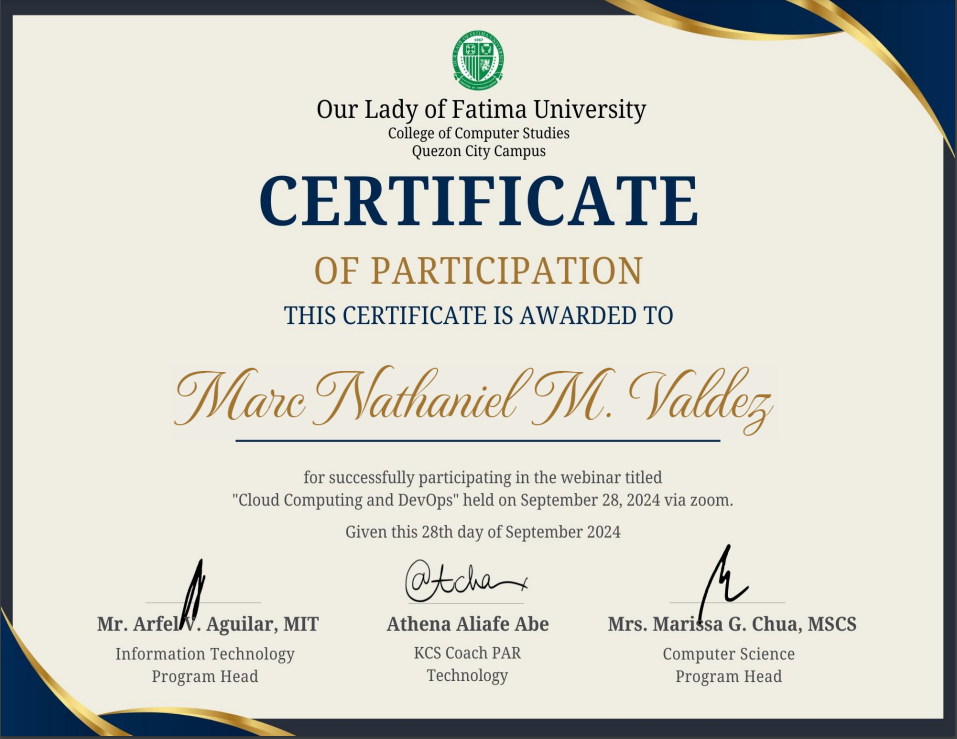 Our Lady of Fatima University
College of Computer Studies
Quezon City Campus
CERTIFICATE
OF PARTICIPATION
THIS CERTIFICATE IS AWARDED TO
Marc Nathaniel M. Valdez
for successfully participating in the webinar titled
"Cloud Computing and DevOps" held on September 28, 2024 via zoom.
Given this 28th day of September 2024
Mr. Arfel V. Aguilar, MIT
Information Technology
Program Head
Athena Aliafe Abe
KCS Coach PAR
Technology
Mrs. Marissa G. Chua, MSCS
Computer Science
Program Head